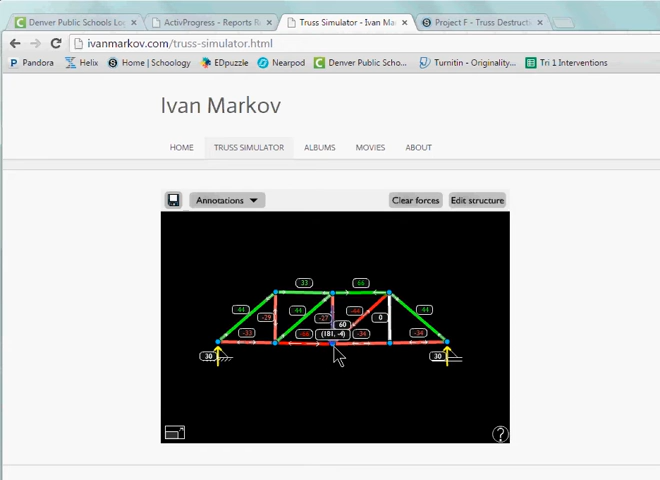 Denver Public Schools Lo
ActivProgress - Reports R
Truss Simulator - Ivan Ma
Project F - Truss Destruct
ivanmarkov.com/truss-simulator.html
Pandora
Helix
Home | Schoology
EDpuzzle
Nearpod
Denver Public Scho...
Turnitin - Originality...
Tri 1 Interventions
Ivan Markov
HOME
TRUSS SIMULATOR
ALBUMS
MOVIES
ABOUT
Annotations
Clear forces
Edit structure
33
66
44
-29
44
-27
-44
0
44
60
(181, -4)
-33
-66
-34
-34
30
30
?